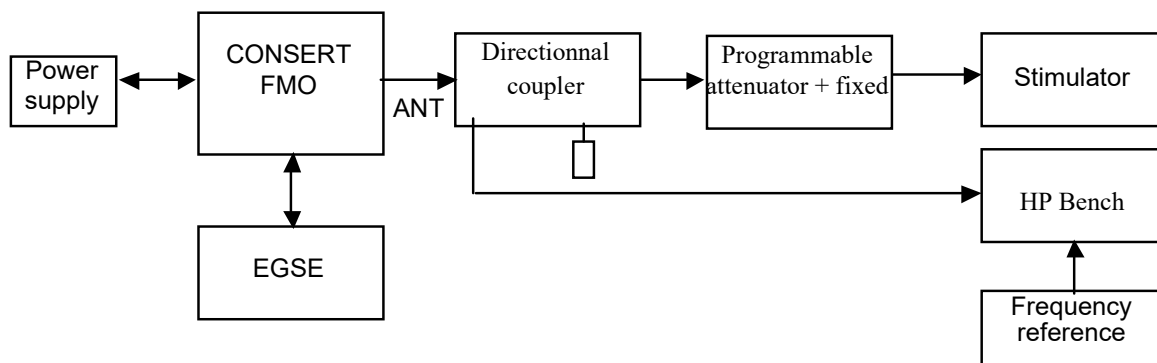 Power
supply
CONSERT
FMO
ANT
Directionnal
coupler
Programmable
attenuator + fixed
Stimulator
HP Bench
EGSE
Frequency
reference